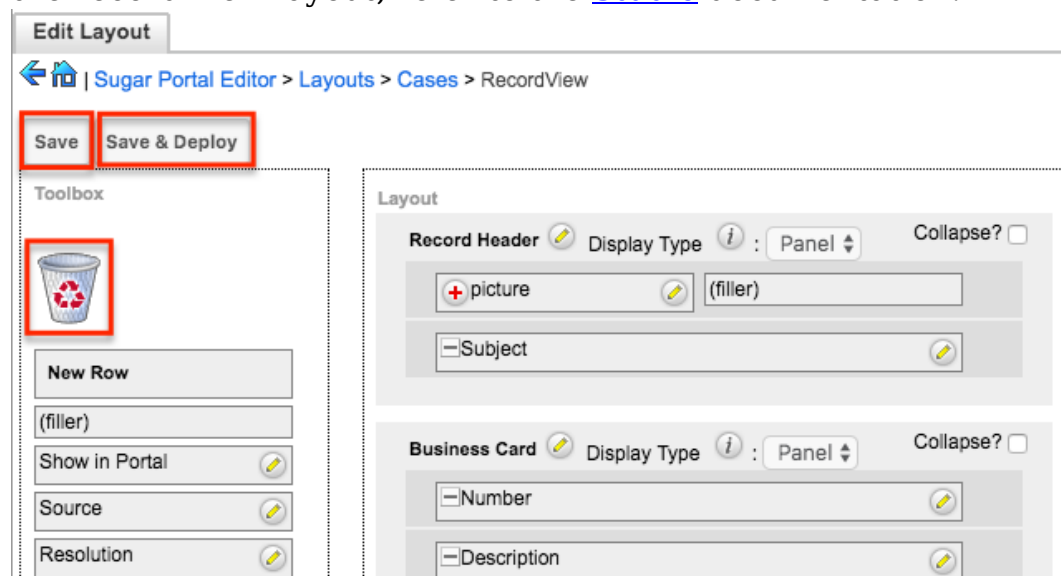 Edit Layout
| Sugar Portal Editor > Layouts > Cases > RecordView
Save Save & Deploy
Toolbox
New Row
(filler)
Show in Portal
Source
Resolution
Layout
Record Header Display Type i : Panel Collapse?
picture (filler)
Subject
Business Card Display Type i : Panel Collapse?
Number
Description